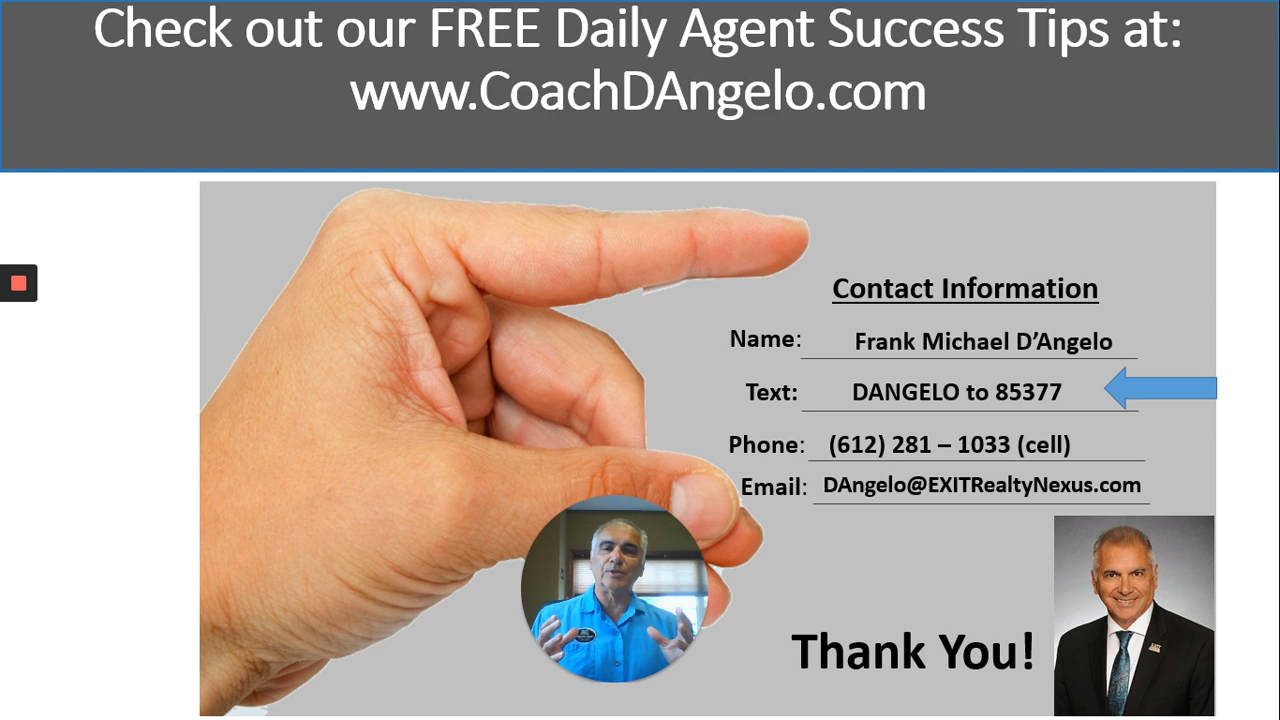 Check out our FREE Daily Agent Success Tips at:
www.CoachDAngelo.com
Contact Information
Name: Frank Michael D’Angelo
Text: DANGELO to 85377
Phone: (612) 281 – 1033 (cell)
Email: DAngelo@EXITRealtyNexus.com
Thank You!